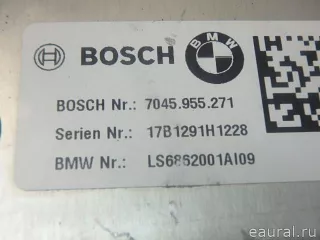 BOSCH BMW
BOSCH Nr.: 7045.955.271
Serien Nr.: 17B1291H1228
BMW Nr.: LS6862001AI09
eaural.ru